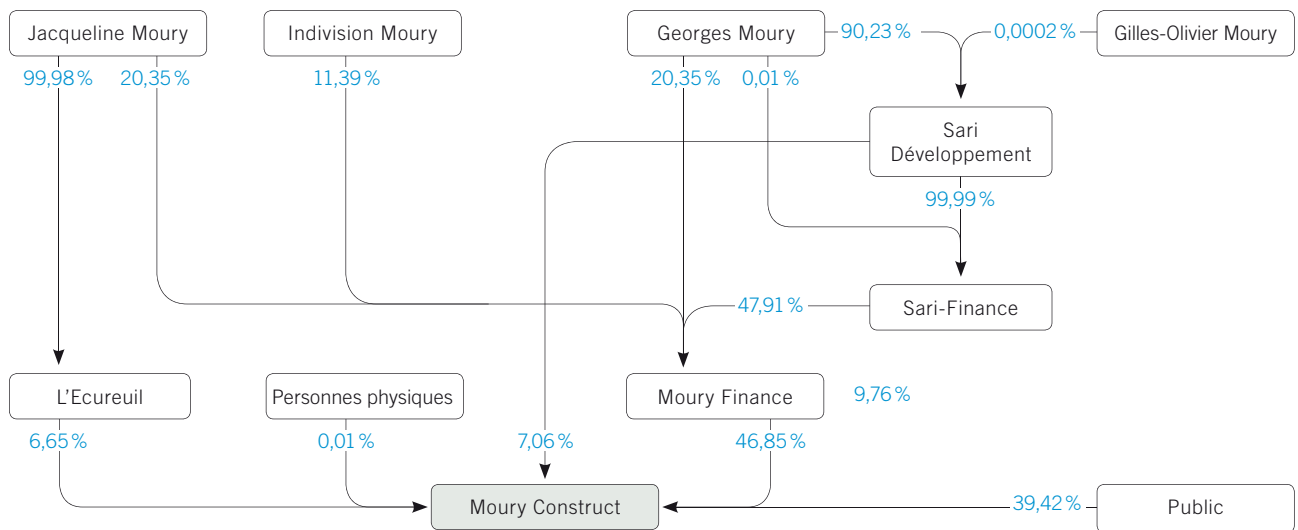 Jacqueline Moury
Indivision Moury
Georges Moury
90,23 %
0,0002 %
Gilles-Olivier Moury
99,98 %
20,35 %
11,39 %
20,35 %
0,01 %
Sari
Développement
99,99 %
47,91 %
Sari-Finance
L’Ecureuil
Personnes physiques
Moury Finance
9,76 %
6,65 %
0,01 %
7,06 %
46,85 %
Moury Construct
39,42 %
Public